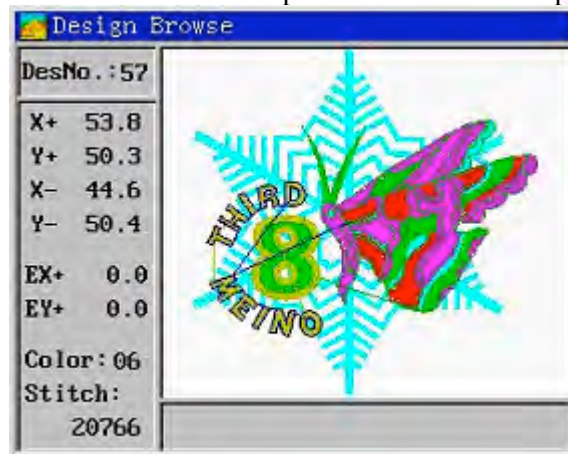 Design Browse
DesNo.:57
X+ 53.8
Y+ 50.3
X- 44.6
Y- 50.4
EX+ 0.0
EY+ 0.0
Color:06
Stitch:
20766
THIRD
8
MEINO